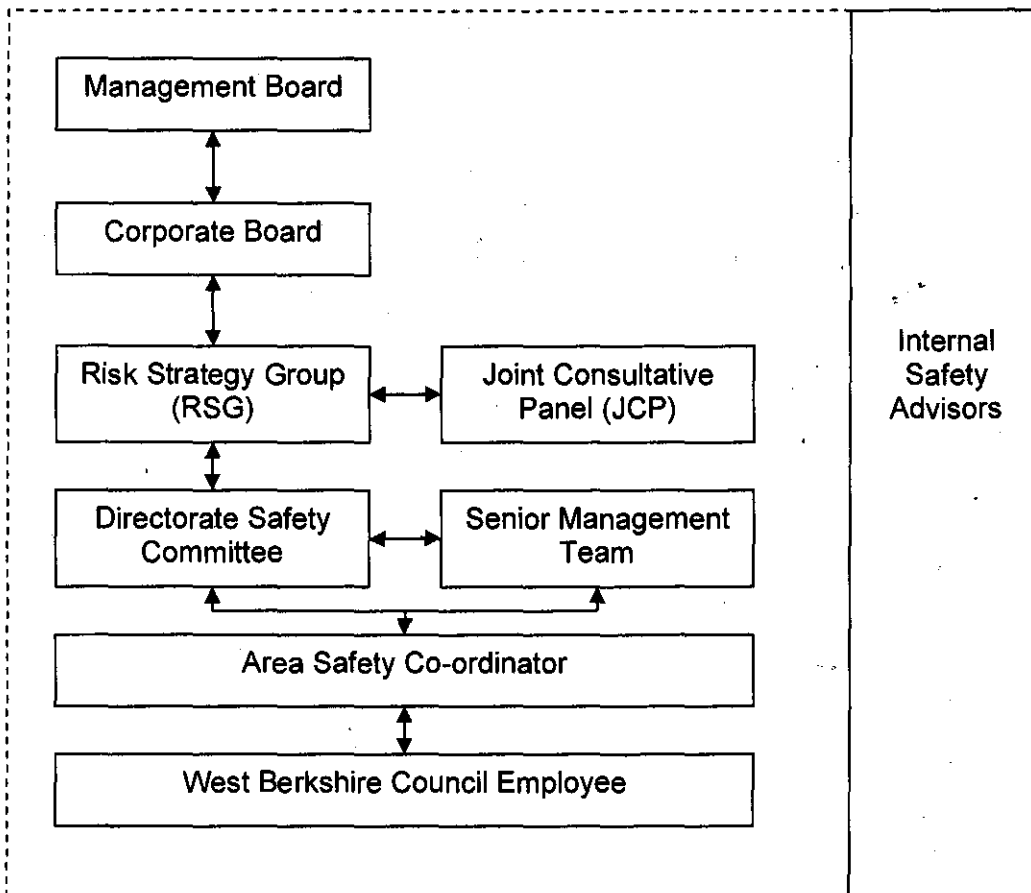 Management Board
Corporate Board
Risk Strategy Group
(RSG)
Joint Consultative
Panel (JCP)
Directorate Safety
Committee
Senior Management
Team
Area Safety Co-ordinator
West Berkshire Council Employee
Internal
Safety
Advisors